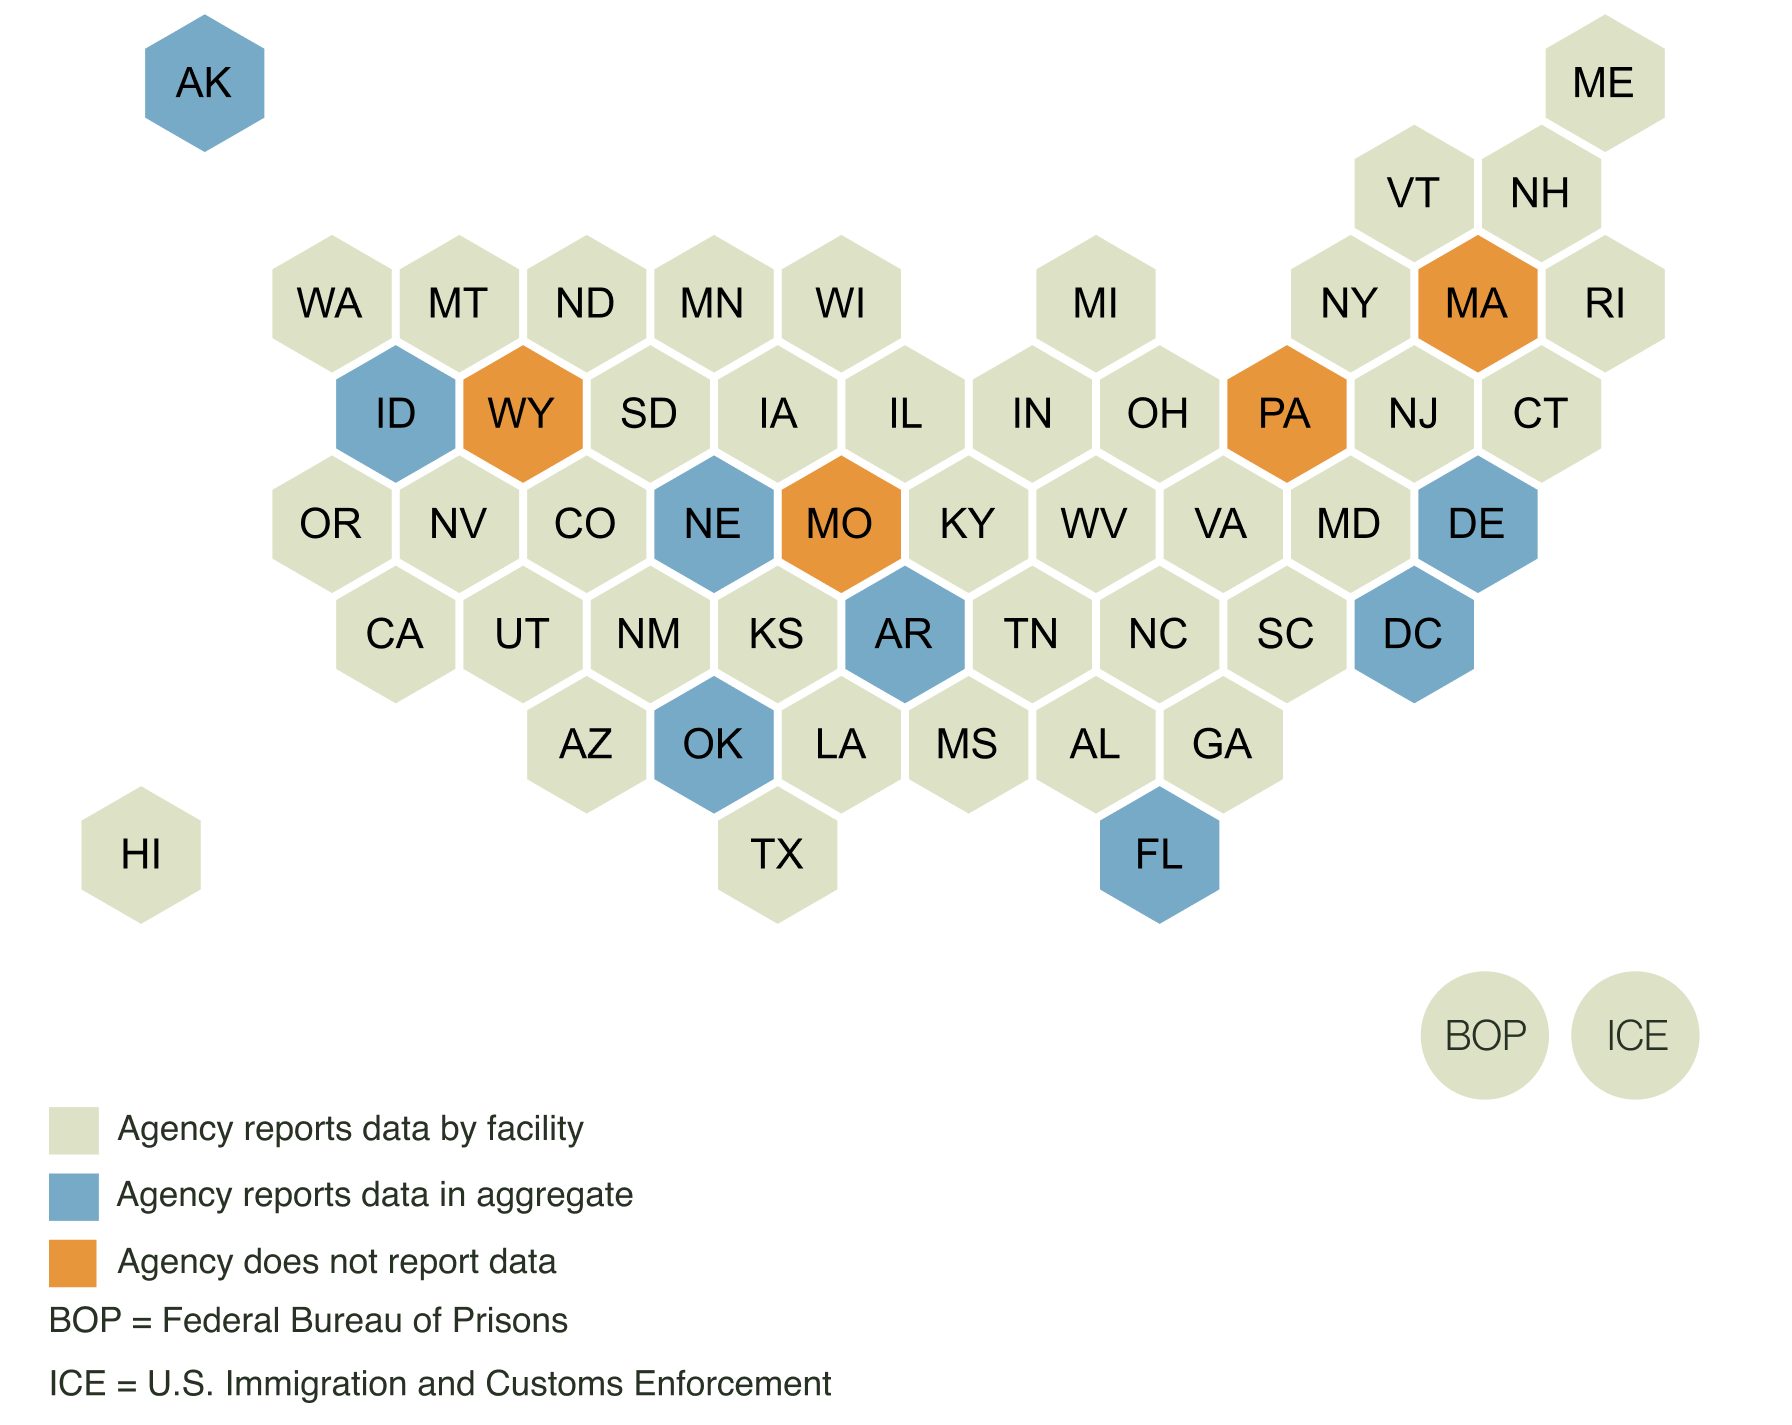 AK
ME
VT
NH
WA
MT
ND
MN
WI
MI
NY
MA
RI
ID
WY
SD
IA
IL
IN
OH
PA
NJ
CT
OR
NV
CO
NE
MO
KY
WV
VA
MD
DE
CA
UT
NM
KS
AR
TN
NC
SC
DC
AZ
OK
LA
MS
AL
GA
HI
TX
FL
BOP
ICE
Agency reports data by facility
Agency reports data in aggregate
Agency does not report data
BOP = Federal Bureau of Prisons
ICE = U.S. Immigration and Customs Enforcement